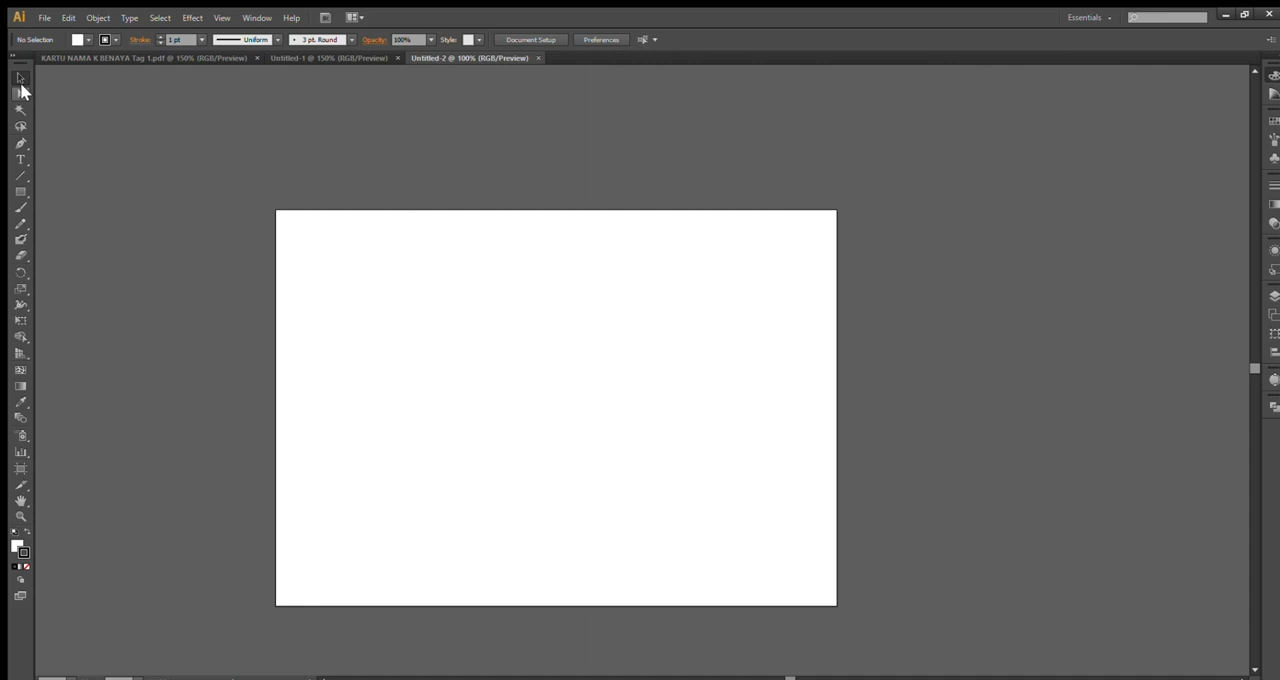 Ai File Edit Object Type Select Effect View Window Help Essentials
No Selection Stroke: 1 pt Uniform 3 pt. Round Opacity: 100% Style: Document Setup Preferences
KARTU NAMA K BENAYA Tag 1.pdf @ 150% (RGB/Preview) × Untitled-1 @ 150% (RGB/Preview) × Untitled-2 @ 100% (RGB/Preview) ×
T